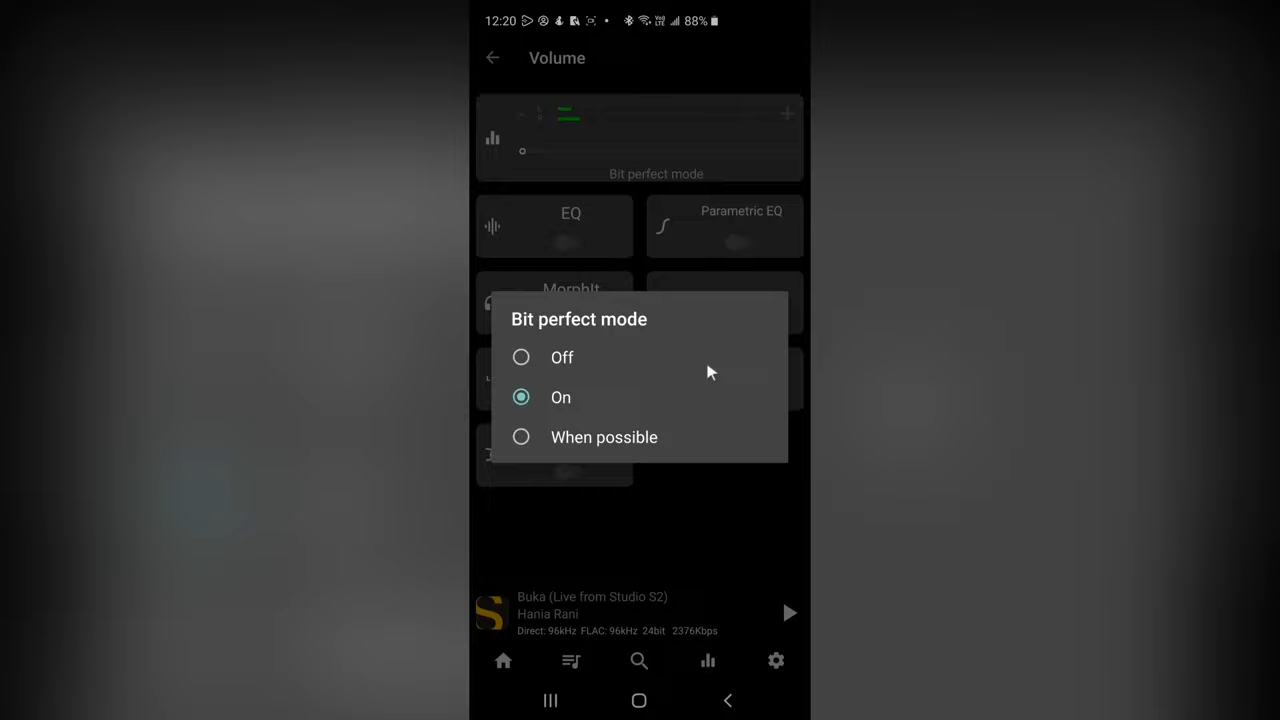 12:20 88%
Volume
Bit perfect mode
EQ
Parametric EQ
MorphIt
Bit perfect mode
Off
On
When possible
Buka (Live from Studio S2)
Hania Rani
Direct: 96kHz FLAC: 96kHz 24bit 2376Kbps